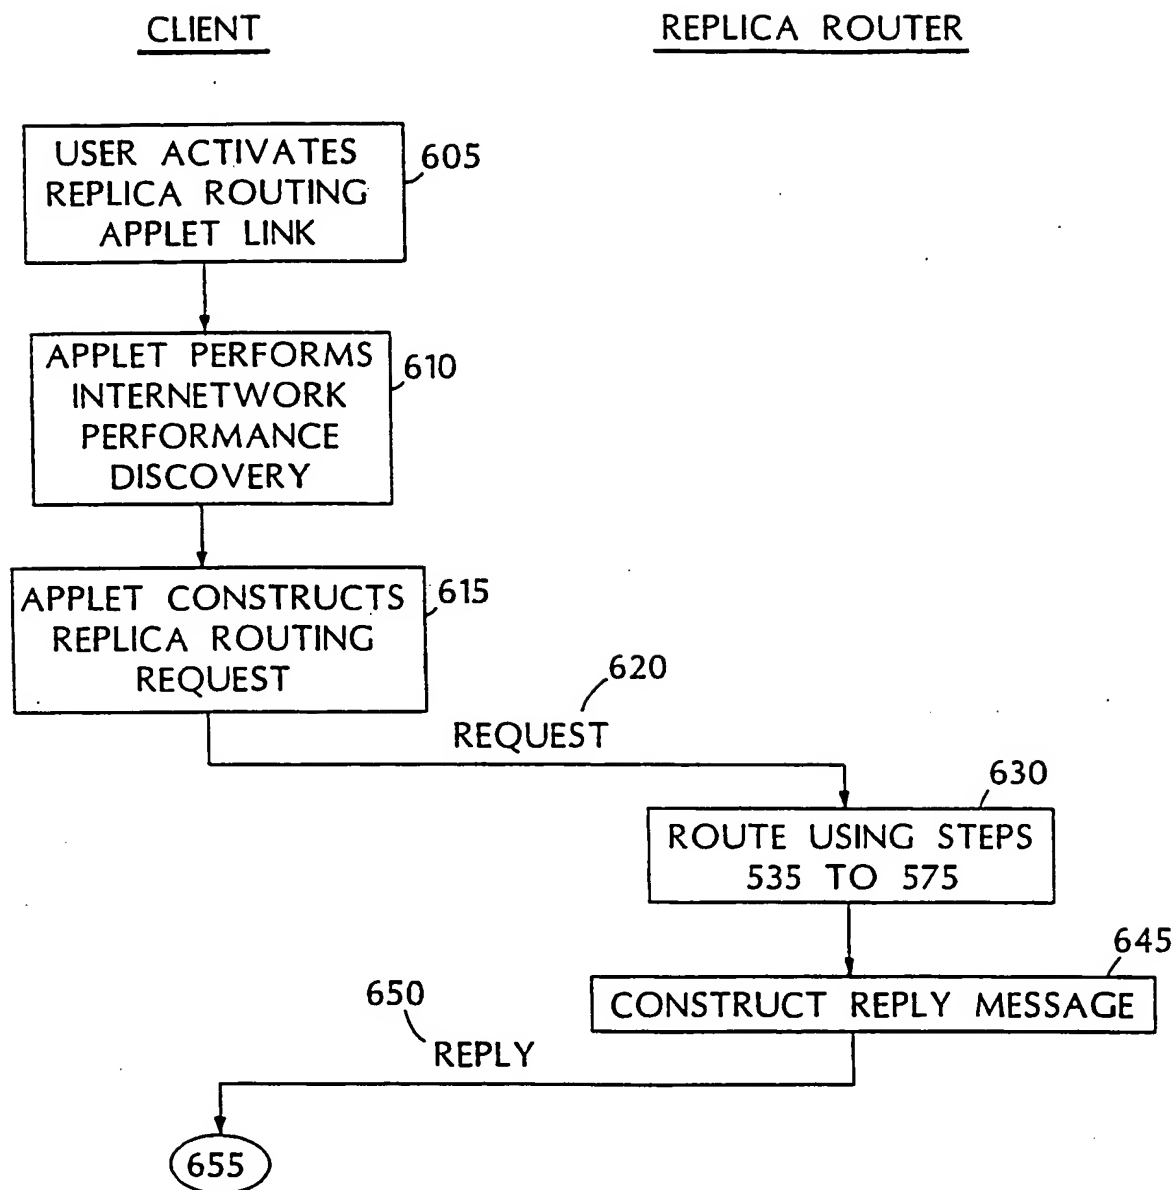 CLIENT
REPLICA ROUTER
USER ACTIVATES
REPLICA ROUTING
APPLET LINK
605
APPLET PERFORMS
INTERNETWORK
PERFORMANCE
DISCOVERY
610
APPLET CONSTRUCTS
REPLICA ROUTING
REQUEST
615
620
REQUEST
630
ROUTE USING STEPS
535 TO 575
645
CONSTRUCT REPLY MESSAGE
650
REPLY
655